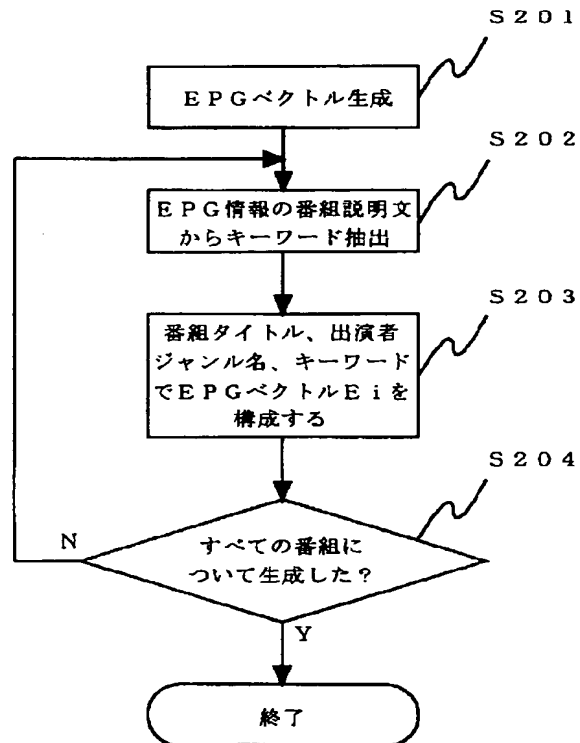 Ｓ２０１
ＥＰＧベクトル生成
Ｓ２０２
ＥＰＧ情報の番組説明文
からキーワード抽出
Ｓ２０３
番組タイトル、出演者
ジャンル名、キーワード
でＥＰＧベクトルＥｉを
構成する
Ｓ２０４
すべての番組に
ついて生成した？
Ｎ
Ｙ
終了